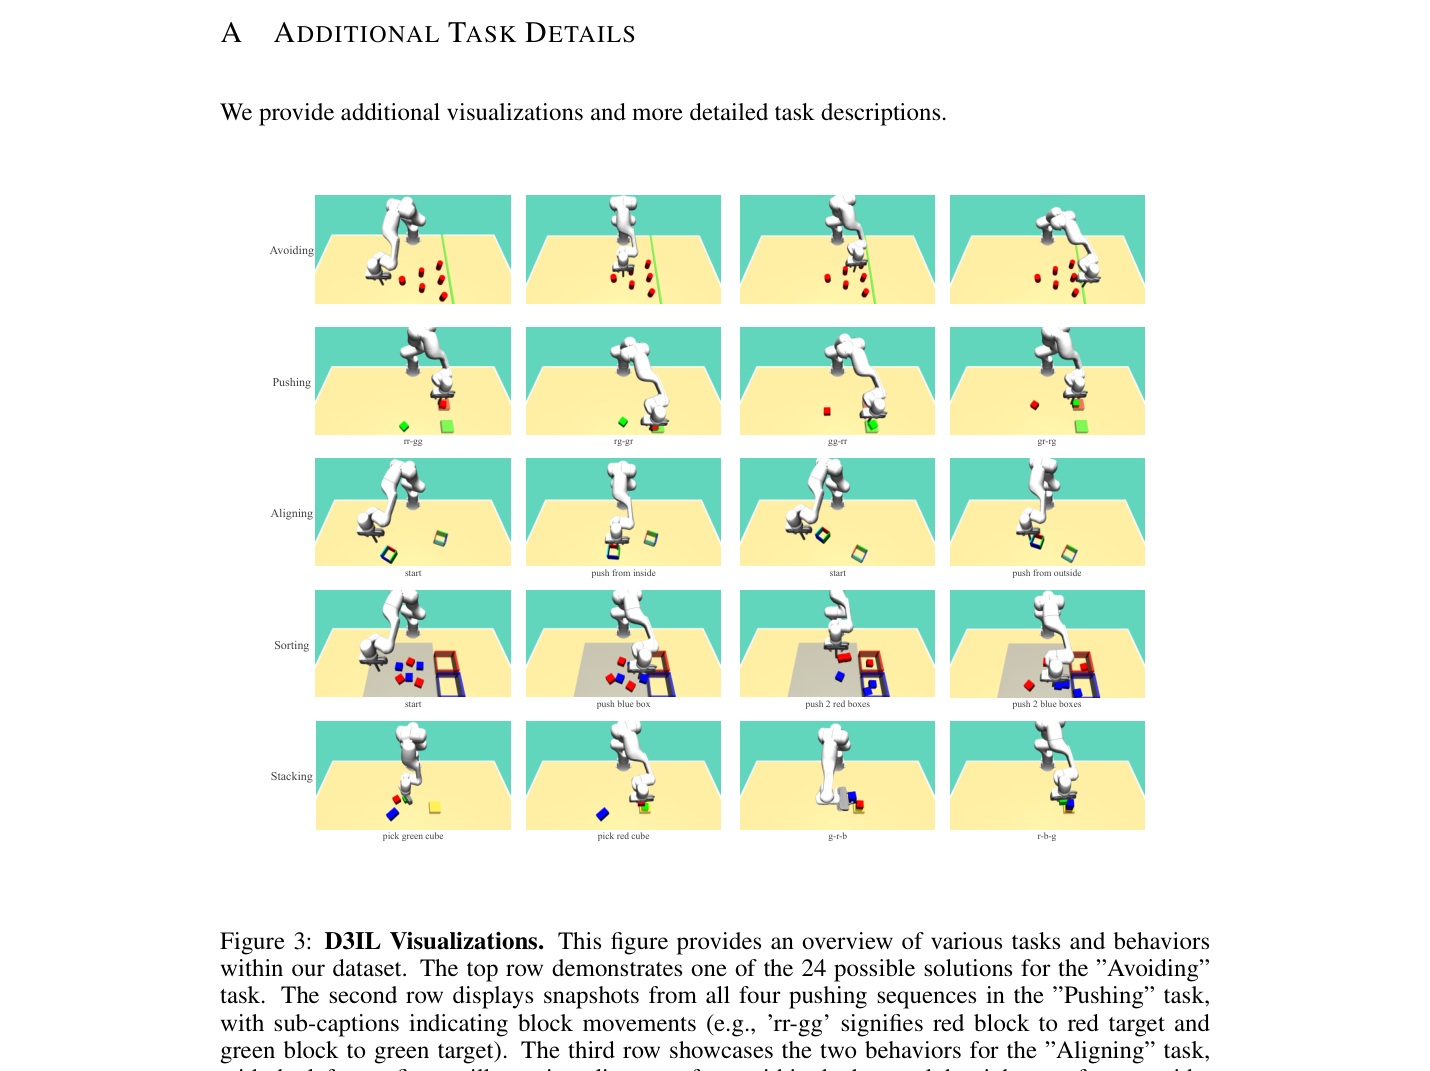 A ADDITIONAL TASK DETAILS
We provide additional visualizations and more detailed task descriptions.
Avoiding
Pushing
rr-gg rg-gr gg-rr gr-rg
Aligning
start push from inside start push from outside
Sorting
start push blue box push 2 red boxes push 2 blue boxes
Stacking
pick green cube pick red cube g-r-b r-b-g
Figure 3: D3IL Visualizations. This figure provides an overview of various tasks and behaviors
within our dataset. The top row demonstrates one of the 24 possible solutions for the ”Avoiding”
task. The second row displays snapshots from all four pushing sequences in the ”Pushing” task,
with sub-captions indicating block movements (e.g., ’rr-gg’ signifies red block to red target and
green block to green target). The third row showcases the two behaviors for the ”Aligning” task,